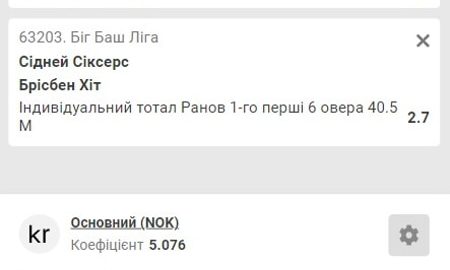 63203. Біг Баш Ліга
Сідней Сіксерс
Брісбен Хіт
Індивідуальний тотал Ранов 1-го перші 6 овера 40.5
М
2.7
kr
Основний (NOK)
Коефіцієнт 5.076